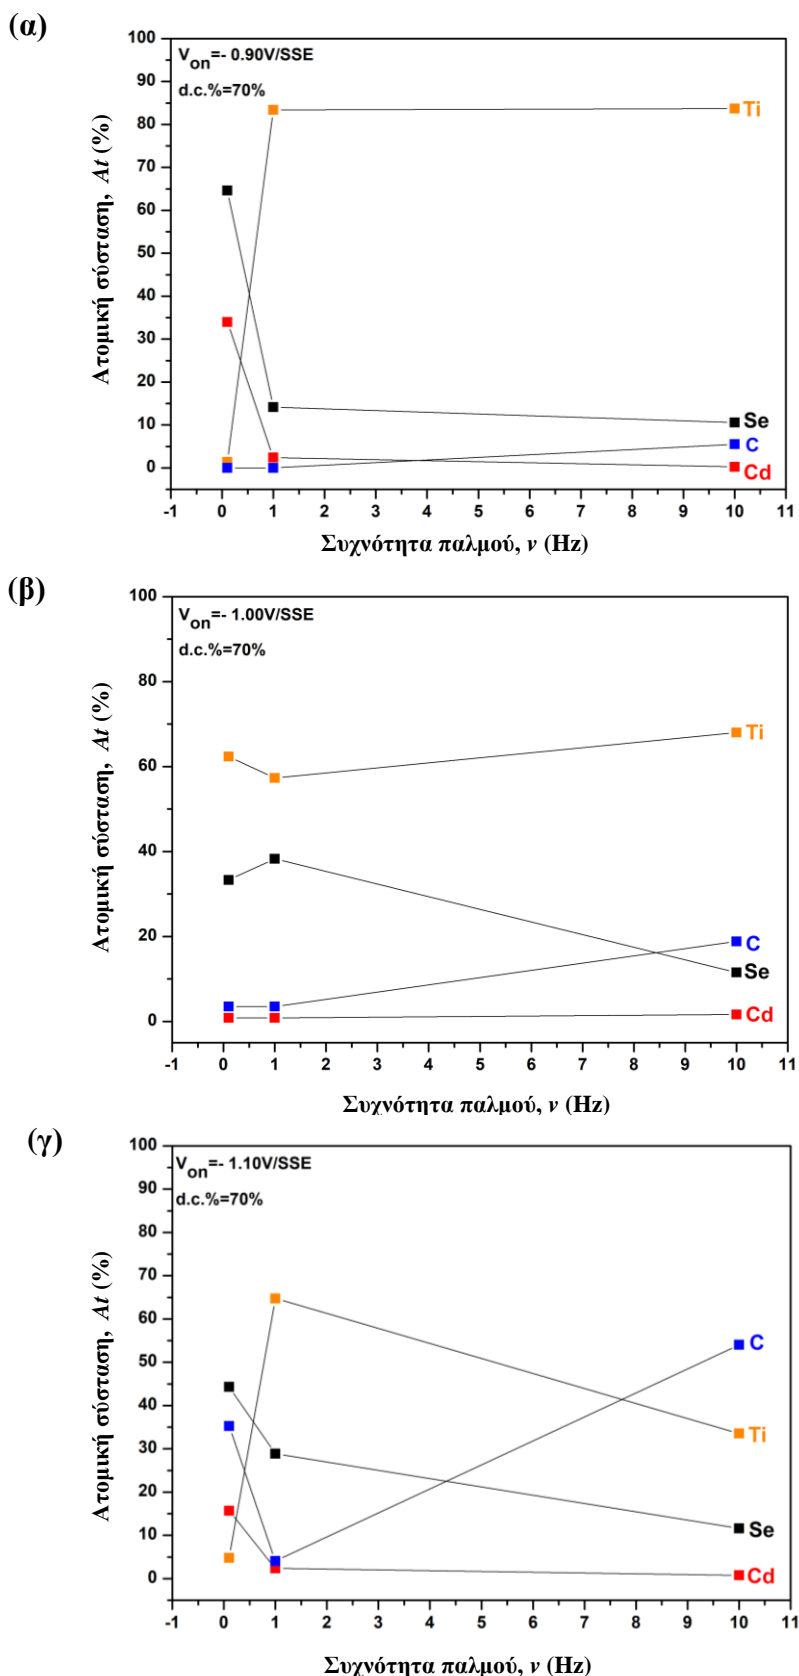 (α)
V_on=- 0.90V/SSE
d.c.%=70%
Ατομική σύσταση, At (%)
100
90
80
70
60
50
40
30
20
10
0
Ti
Se
C
Cd
-1 0 1 2 3 4 5 6 7 8 9 10 11
Συχνότητα παλμού, ν (Hz)
(β)
V_on=- 1.00V/SSE
d.c.%=70%
Ατομική σύσταση, At (%)
100
80
60
40
20
0
Ti
C
Se
Cd
-1 0 1 2 3 4 5 6 7 8 9 10 11
Συχνότητα παλμού, ν (Hz)
(γ)
V_on=- 1.10V/SSE
d.c.%=70%
Ατομική σύσταση, At (%)
100
90
80
70
60
50
40
30
20
10
0
C
Ti
Se
Cd
-1 0 1 2 3 4 5 6 7 8 9 10 11
Συχνότητα παλμού, ν (Hz)